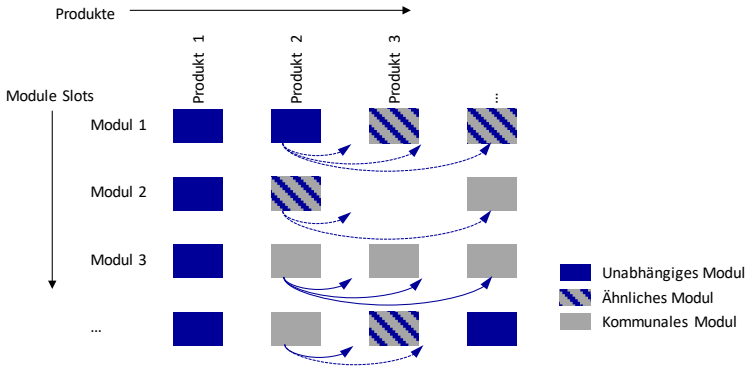 Produkte
Produkt 1
Produkt 2
Produkt 3
...
Module Slots
Modul 1
Modul 2
Modul 3
...
Unabhängiges Modul
Ähnliches Modul
Kommunales Modul